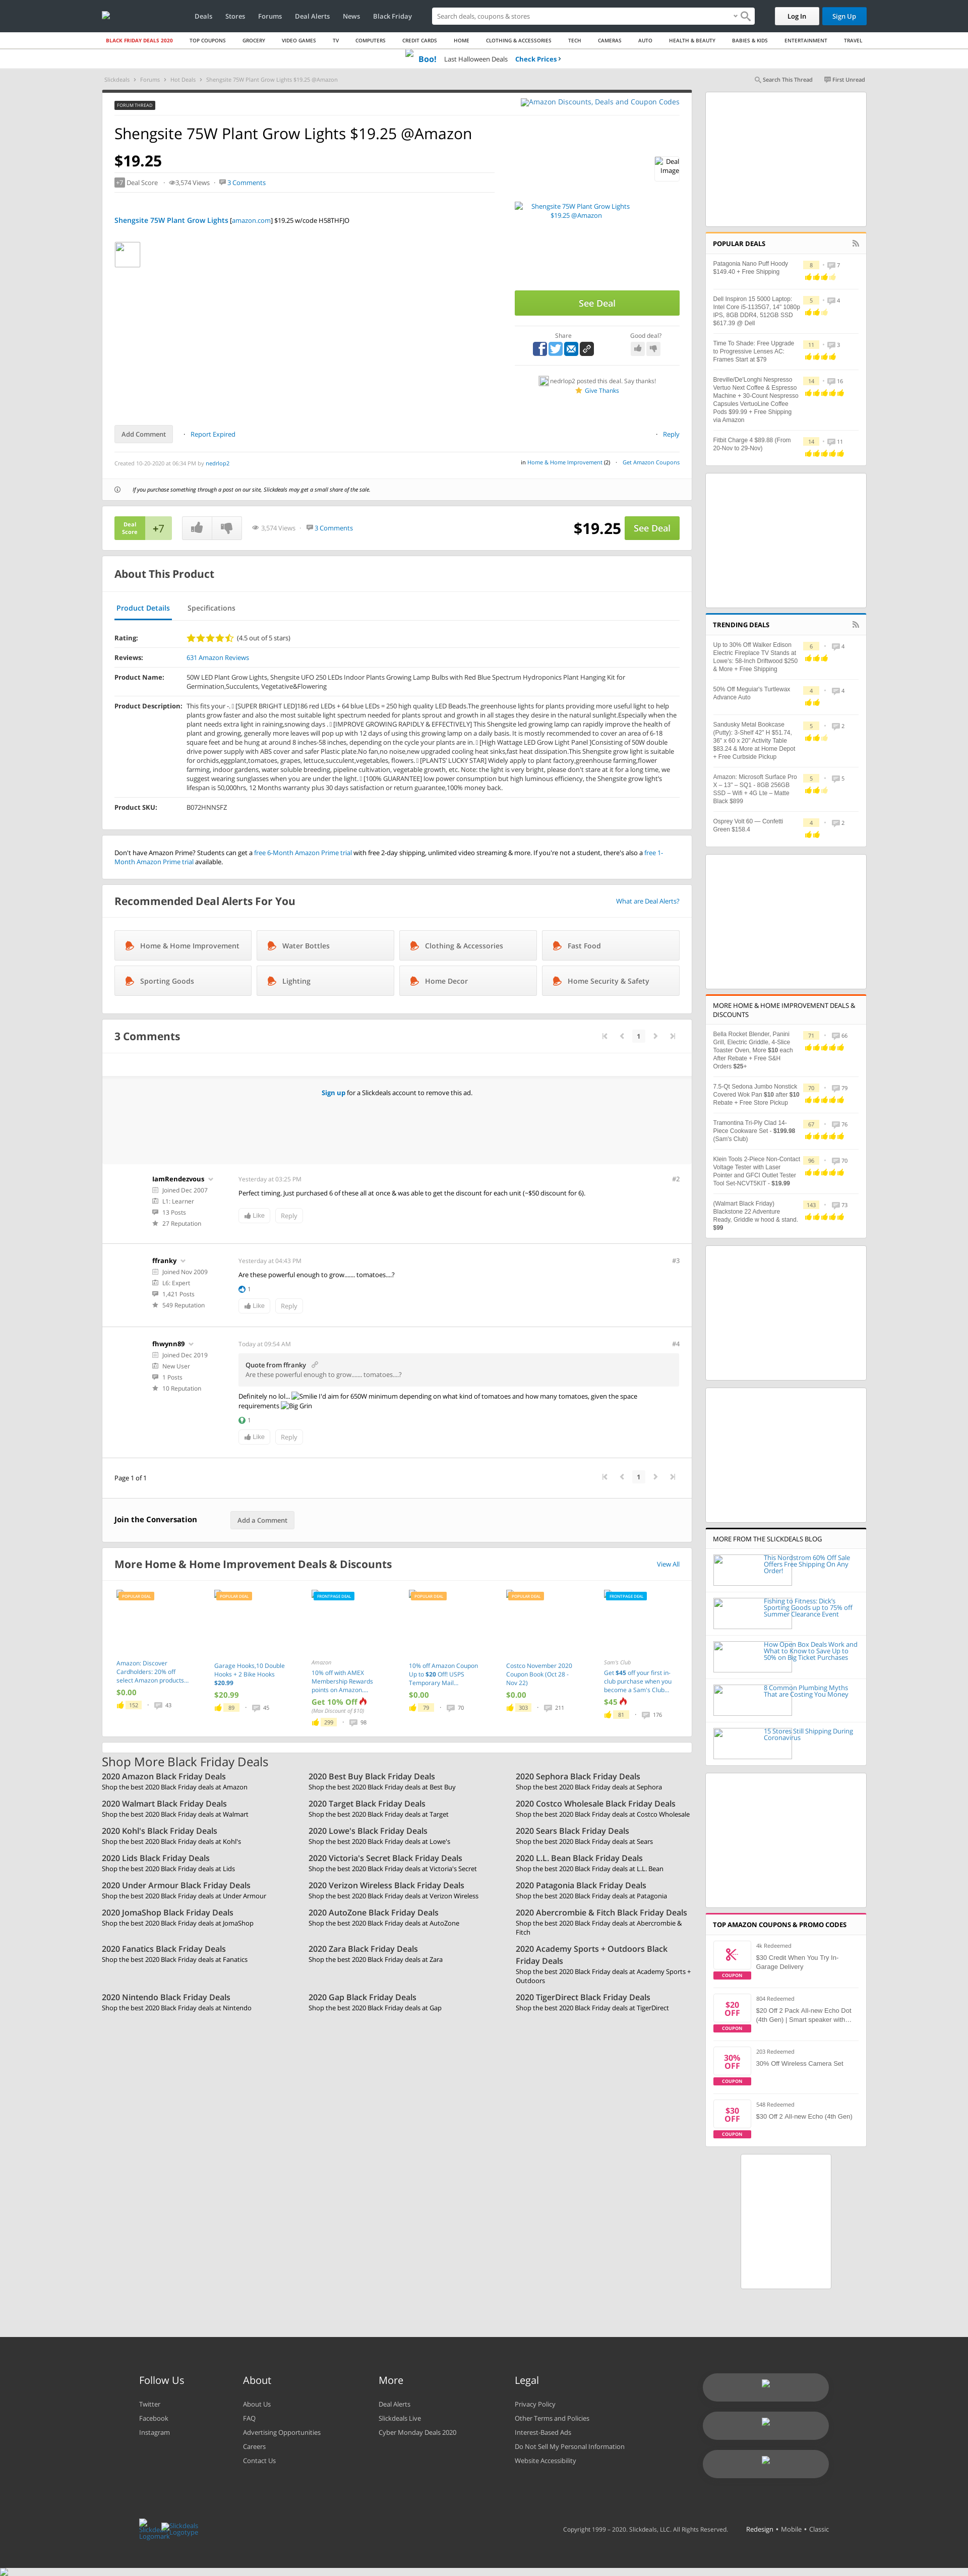 Deals
Stores
Forums
Deal Alerts
News
Black Friday
Search deals, coupons & stores
Log In
Sign Up
BLACK FRIDAY DEALS 2020
TOP COUPONS
GROCERY
VIDEO GAMES
TV
COMPUTERS
CREDIT CARDS
HOME
CLOTHING & ACCESSORIES
TECH
CAMERAS
AUTO
HEALTH & BEAUTY
BABIES & KIDS
ENTERTAINMENT
TRAVEL
Boo! Last Halloween Deals Check Prices
Slickdeals > Forums > Hot Deals > Shengsite 75W Plant Grow Lights $19.25 @Amazon
Search This Thread
First Unread
FORUM THREAD
Amazon Discounts, Deals and Coupon Codes
Shengsite 75W Plant Grow Lights $19.25 @Amazon
$19.25
Deal Image
+7 Deal Score
3,574 Views
3 Comments
Shengsite 75W Plant Grow Lights [amazon.com] $19.25 w/code HS8THFJO
Shengsite 75W Plant Grow Lights $19.25 @Amazon
See Deal
Share
Good deal?
nedrlop2 posted this deal. Say thanks!
Give Thanks
Add Comment
Report Expired
Reply
Created 10-20-2020 at 06:34 PM by nedrlop2
in Home & Home Improvement (2)
Get Amazon Coupons
If you purchase something through a post on our site, Slickdeals may get a small share of the sale.
Deal Score
+7
3,574 Views
3 Comments
$19.25
See Deal
About This Product
Product Details
Specifications
Rating: (4.5 out of 5 stars)
Reviews: 631 Amazon Reviews
Product Name: 50W LED Plant Grow Lights, Shengsite UFO 250 LEDs Indoor Plants Growing Lamp Bulbs with Red Blue Spectrum Hydroponics Plant Hanging Kit for
Germination,Succulents, Vegetative&Flowering
Product Description: This fits your -. [SUPER BRIGHT LED]186 red LEDs + 64 blue LEDs = 250 high quality LED Beads.The greenhouse lights for plants providing more useful light to help
plants grow faster and also the most suitable light spectrum needed for plants sprout and growth in all stages they desire in the natural sunlight.Especially when the
plant needs extra light in raining,snowing days . [IMPROVE GROWING RAPIDLY & EFFECTIVELY] This Shengsite led growing lamp can rapidly improve the health of plant
and growing, generally more leaves will pop up with 12 days of using this growing lamp on a daily basis. It is mostly recommended to cover an area of 6-18
square feet and be hung at around 8 inches-58 inches, depending on the cycle your plants are in. [High Wattage LED Grow Light Panel ]Consisting of 50W double
drive power supply with ABS cover and safer Plastic plate.No fan,no noise,new upgraded cooling heat sinks,fast heat dissipation.This Shengsite grow light is suitable
for orchids,eggplant,tomatoes, grapes, lettuce,succulent,vegetables, flowers. [PLANTS' LUCKY STAR] Widely apply to plant factory,greenhouse farming,flower
farming, indoor gardens, water soluble breeding, pipeline cultivation, vegetable growth, etc. Note: the light is very bright, please don't stare at it for a long time, we
suggest wearing sunglasses when you are under the lights. [100% GUARANTEE] low power consumption but high luminous efficiency, the Shengsite grow light's
lifespan is 50,000hrs, 12 Months warranty plus 30 days satisfaction or return guarantee,100% money back.
Product SKU: B072HNNSFZ
Don't have Amazon Prime? Students can get a free 6-Month Amazon Prime trial with free 2-day shipping, unlimited video streaming & more. If you're not a student, there's also a free 1-
Month Amazon Prime trial available.
Recommended Deal Alerts For You
What are Deal Alerts?
Home & Home Improvement
Water Bottles
Clothing & Accessories
Fast Food
Sporting Goods
Lighting
Home Decor
Home Security & Safety
3 Comments
1
Sign up for a Slickdeals account to remove this ad.
IamRendezvous
Joined Dec 2007
L1: Learner
13 Posts
27 Reputation
Yesterday at 03:25 PM
#2
Perfect timing. Just purchased 6 of these all at once & was able to get the discount for each unit (~$50 discount for 6).
Like
Reply
ffranky
Joined Nov 2009
L6: Expert
1,421 Posts
549 Reputation
Yesterday at 04:43 PM
#3
Are these powerful enough to grow...... tomatoes....?
1
Like
Reply
fhwynn89
Joined Dec 2019
New User
1 Posts
10 Reputation
Today at 09:54 AM
#4
Quote from ffranky
Are these powerful enough to grow...... tomatoes....?
Definitely no lol... Smilie I'd aim for 650W minimum depending on what kind of tomatoes and how many tomatoes, given the space
requirements Big Grin
1
Like
Reply
Page 1 of 1
1
Join the Conversation
Add a Comment
More Home & Home Improvement Deals & Discounts
View All
POPULAR DEAL
Amazon: Discover
Cardholders: 20% off
select Amazon products...
$0.00
152
43
POPULAR DEAL
Garage Hooks,10 Double
Hooks + 2 Bike Hooks
$20.99
$20.99
89
45
FRONTPAGE DEAL
Amazon
10% off with AMEX
Membership Rewards
points on Amazon....
Get 10% Off
(Max Discount of $10)
299
98
POPULAR DEAL
10% off Amazon Coupon
Up to $20 Off! USPS
Temporary Mail...
$0.00
79
70
POPULAR DEAL
Costco November 2020
Coupon Book (Oct 28 -
Nov 22)
$0.00
303
211
FRONTPAGE DEAL
Sam's Club
Get $45 off your first in-
club purchase when you
become a Sam's Club...
$45
81
176
Shop More Black Friday Deals
2020 Amazon Black Friday Deals
Shop the best 2020 Black Friday deals at Amazon
2020 Best Buy Black Friday Deals
Shop the best 2020 Black Friday deals at Best Buy
2020 Sephora Black Friday Deals
Shop the best 2020 Black Friday deals at Sephora
2020 Walmart Black Friday Deals
Shop the best 2020 Black Friday deals at Walmart
2020 Target Black Friday Deals
Shop the best 2020 Black Friday deals at Target
2020 Costco Wholesale Black Friday Deals
Shop the best 2020 Black Friday deals at Costco Wholesale
2020 Kohl's Black Friday Deals
Shop the best 2020 Black Friday deals at Kohl's
2020 Lowe's Black Friday Deals
Shop the best 2020 Black Friday deals at Lowe's
2020 Sears Black Friday Deals
Shop the best 2020 Black Friday deals at Sears
2020 Lids Black Friday Deals
Shop the best 2020 Black Friday deals at Lids
2020 Victoria's Secret Black Friday Deals
Shop the best 2020 Black Friday deals at Victoria's Secret
2020 L.L. Bean Black Friday Deals
Shop the best 2020 Black Friday deals at L.L. Bean
2020 Under Armour Black Friday Deals
Shop the best 2020 Black Friday deals at Under Armour
2020 Verizon Wireless Black Friday Deals
Shop the best 2020 Black Friday deals at Verizon Wireless
2020 Patagonia Black Friday Deals
Shop the best 2020 Black Friday deals at Patagonia
2020 JomaShop Black Friday Deals
Shop the best 2020 Black Friday deals at JomaShop
2020 AutoZone Black Friday Deals
Shop the best 2020 Black Friday deals at AutoZone
2020 Abercrombie & Fitch Black Friday Deals
Shop the best 2020 Black Friday deals at Abercrombie &
Fitch
2020 Fanatics Black Friday Deals
Shop the best 2020 Black Friday deals at Fanatics
2020 Zara Black Friday Deals
Shop the best 2020 Black Friday deals at Zara
2020 Academy Sports + Outdoors Black
Friday Deals
Shop the best 2020 Black Friday deals at Academy Sports +
Outdoors
2020 Nintendo Black Friday Deals
Shop the best 2020 Black Friday deals at Nintendo
2020 Gap Black Friday Deals
Shop the best 2020 Black Friday deals at Gap
2020 TigerDirect Black Friday Deals
Shop the best 2020 Black Friday deals at TigerDirect
POPULAR DEALS
Patagonia Nano Puff Hoody
$149.40 + Free Shipping
8
7
Dell Inspiron 15 5000 Laptop:
Intel Core i5-1135G7, 14" 1080p
IPS, 8GB DDR4, 512GB SSD
$617.39 @ Dell
5
4
Time To Shade: Free Upgrade
to Progressive Lenses AC:
Frames Start at $79
11
3
Breville/De'Longhi Nespresso
Vertuo Next Coffee & Espresso
Machine + 30-Count Nespresso
Capsules VertuoLine Coffee
Pods $99.99 + Free Shipping
via Amazon
14
16
Fitbit Charge 4 $89.88 (From
20-Nov to 29-Nov)
14
11
TRENDING DEALS
Up to 30% Off Walker Edison
Electric Fireplace TV Stands at
Lowe's: 58-Inch Driftwood $250
& More + Free Shipping
6
4
50% Off Meguiar's Turtlewax
Advance Auto
4
4
Sandusky Metal Bookcase
(Putty): 3-Shelf 42" H $51.74,
36" x 60 x 20" Activity Table
$83.24 & More at Home Depot
+ Free Curbside Pickup
5
2
Amazon: Microsoft Surface Pro
X – 13" – SQ1 - 8GB 256GB
SSD – Wifi + 4G Lte – Matte
Black $899
5
5
Osprey Volt 60 — Confetti
Green $158.4
4
2
MORE HOME & HOME IMPROVEMENT DEALS &
DISCOUNTS
Bella Rocket Blender, Panini
Grill, Electric Griddle, 4-Slice
Toaster Oven, More $10 each
After Rebate + Free S&H
Orders $25+
71
66
7.5-Qt Sedona Jumbo Nonstick
Covered Wok Pan $10 after $10
Rebate + Free Store Pickup
70
79
Tramontina Tri-Ply Clad 14-
Piece Cookware Set - $199.98
(Sam's Club)
67
76
Klein Tools 2-Piece Non-Contact
Voltage Tester with Laser
Pointer and GFCI Outlet Tester
Tool Set-NCVT5KIT - $19.99
96
70
(Walmart Black Friday)
Blackstone 22 Adventure
Ready, Griddle w hood & stand.
$99
143
73
MORE FROM THE SLICKDEALS BLOG
This Nordstrom 60% Off Sale
Offers Free Shipping On Any
Order!
Fishing to Fitness: Dick's
Sporting Goods up to 75% off
Summer Clearance Event
How Open Box Deals Work and
What to Know to Save Up to
50% on Big Ticket Purchases
8 Common Plumbing Myths
That are Costing You Money
15 Stores Still Shipping During
Coronavirus
TOP AMAZON COUPONS & PROMO CODES
COUPON
4k Redeemed
$30 Credit When You Try In-
Garage Delivery
$20 OFF
COUPON
804 Redeemed
$20 Off 2 Pack All-new Echo Dot
(4th Gen) | Smart speaker with...
30% OFF
COUPON
203 Redeemed
30% Off Wireless Camera Set
$30 OFF
COUPON
548 Redeemed
$30 Off 2 All-new Echo (4th Gen)
Follow Us
Twitter
Facebook
Instagram
About
About Us
FAQ
Advertising Opportunities
Careers
Contact Us
More
Deal Alerts
Slickdeals Live
Cyber Monday Deals 2020
Legal
Privacy Policy
Other Terms and Policies
Interest-Based Ads
Do Not Sell My Personal Information
Website Accessibility
Slickdeals Logomark
Slickdeals Logotype
Copyright 1999 – 2020. Slickdeals, LLC. All Rights Reserved.
Redesign • Mobile • Classic